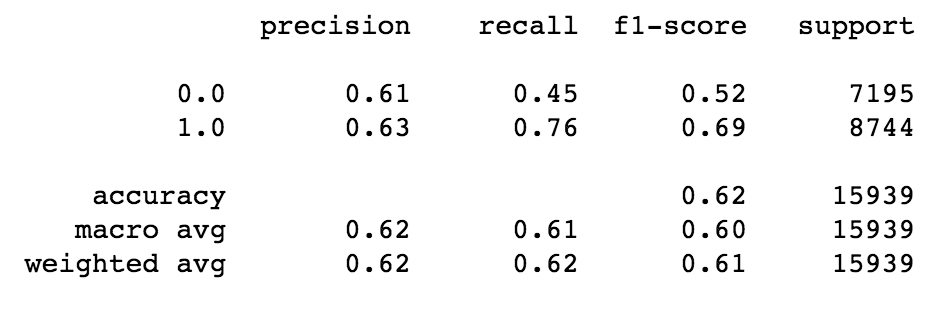 precision recall f1-score support
0.0 0.61 0.45 0.52 7195
1.0 0.63 0.76 0.69 8744
accuracy 0.62 15939
macro avg 0.62 0.61 0.60 15939
weighted avg 0.62 0.62 0.61 15939